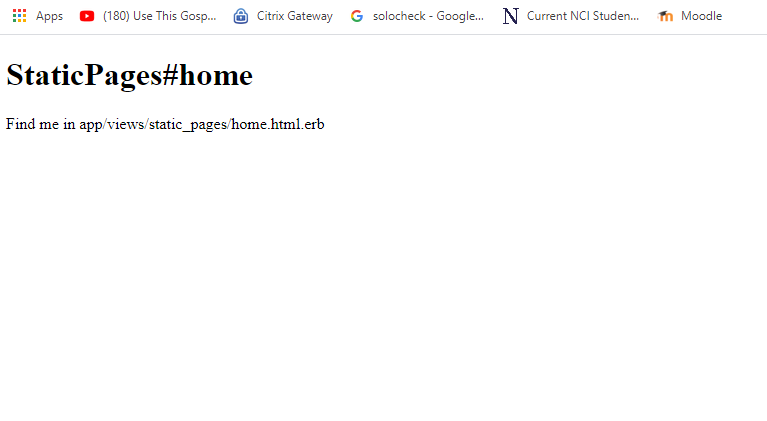 Apps (180) Use This Gosp... Citrix Gateway solocheck - Google... Current NCI Studen... Moodle
StaticPages#home
Find me in app/views/static_pages/home.html.erb